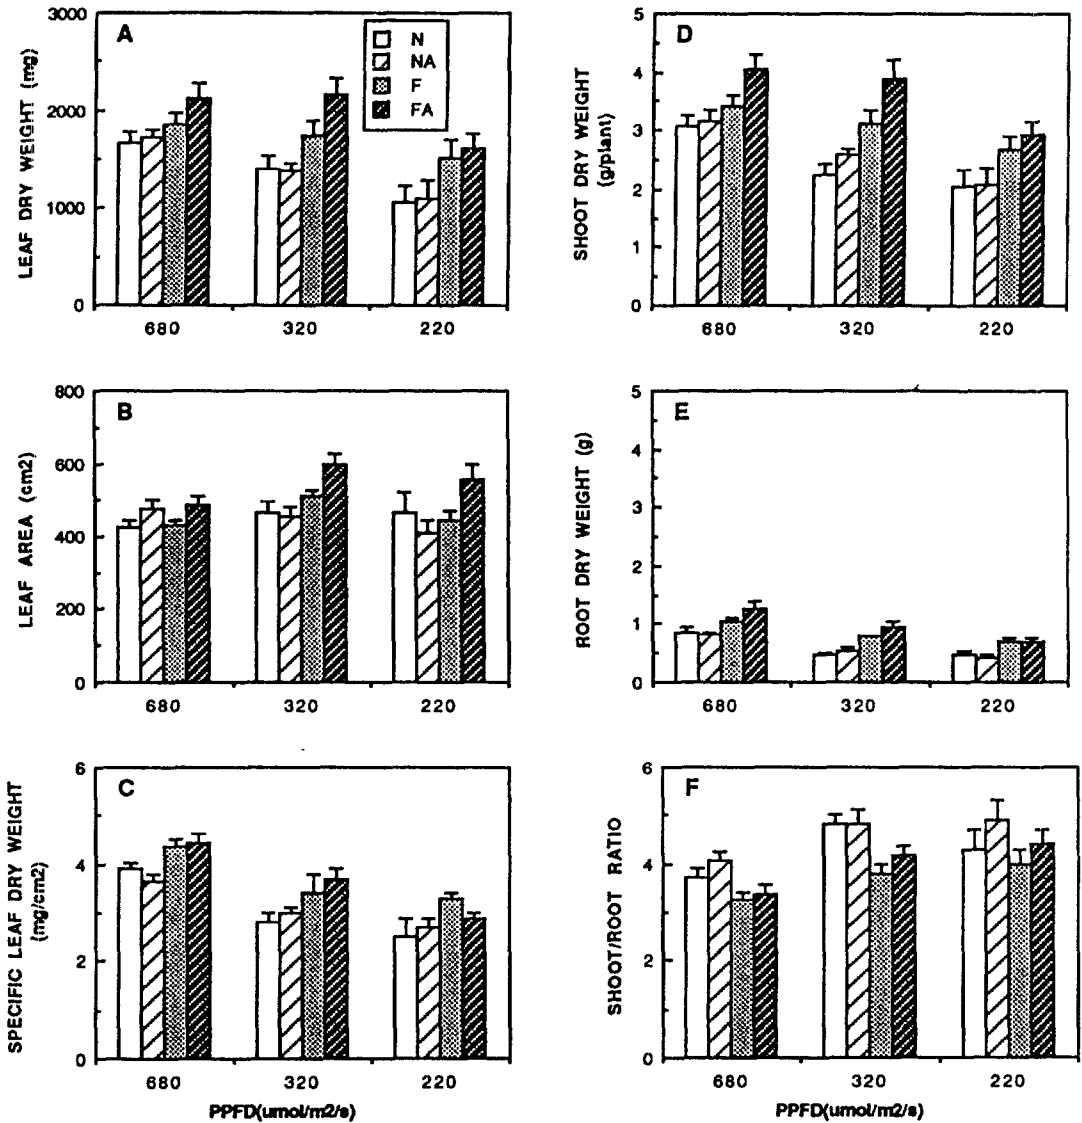 A
LEAF DRY WEIGHT (mg)
3000
2000
1000
0
N
NA
F
FA
680
320
220
D
SHOOT DRY WEIGHT
(g/plant)
5
4
3
2
1
0
680
320
220
B
LEAF AREA (cm2)
800
600
400
200
0
680
320
220
E
ROOT DRY WEIGHT (g)
5
4
3
2
1
0
680
320
220
C
SPECIFIC LEAF DRY WEIGHT
(mg/cm2)
6
4
2
0
680
320
220
PPFD(umol/m2/s)
F
SHOOT/ROOT RATIO
6
4
2
0
680
320
220
PPFD(umol/m2/s)